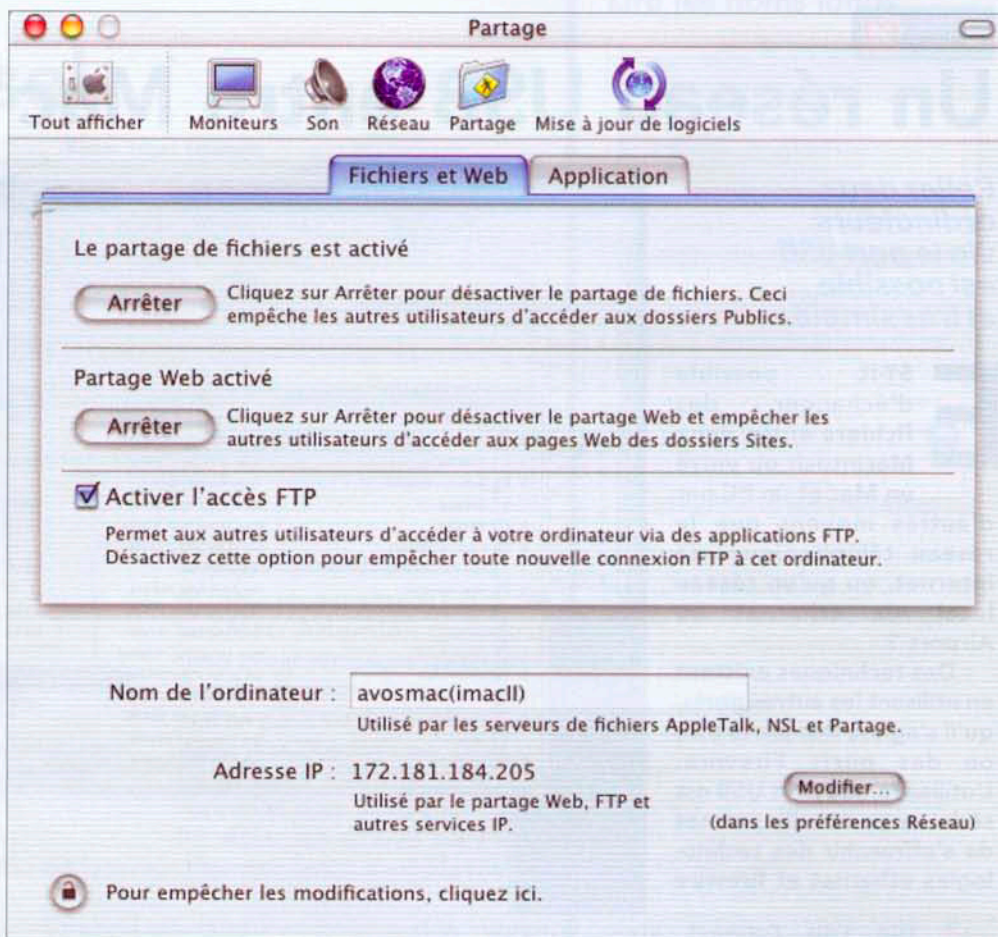 Partage
Tout afficher
Moniteurs
Son
Réseau
Partage
Mise à jour de logiciels
Fichiers et Web
Application
Le partage de fichiers est activé
Arrêter
Cliquez sur Arrêter pour désactiver le partage de fichiers. Ceci
empêche les autres utilisateurs d'accéder aux dossiers Publics.
Partage Web activé
Arrêter
Cliquez sur Arrêter pour désactiver le partage Web et empêcher les
autres utilisateurs d'accéder aux pages Web des dossiers Sites.
Activer l'accès FTP
Permet aux autres utilisateurs d'accéder à votre ordinateur via des applications FTP.
Désactivez cette option pour empêcher toute nouvelle connexion FTP à cet ordinateur.
Nom de l'ordinateur :
avosmac(imacII)
Utilisé par les serveurs de fichiers AppleTalk, NSL et Partage.
Adresse IP :
172.181.184.205
Utilisé par le partage Web, FTP et
autres services IP.
Modifier...
(dans les préférences Réseau)
Pour empêcher les modifications, cliquez ici.